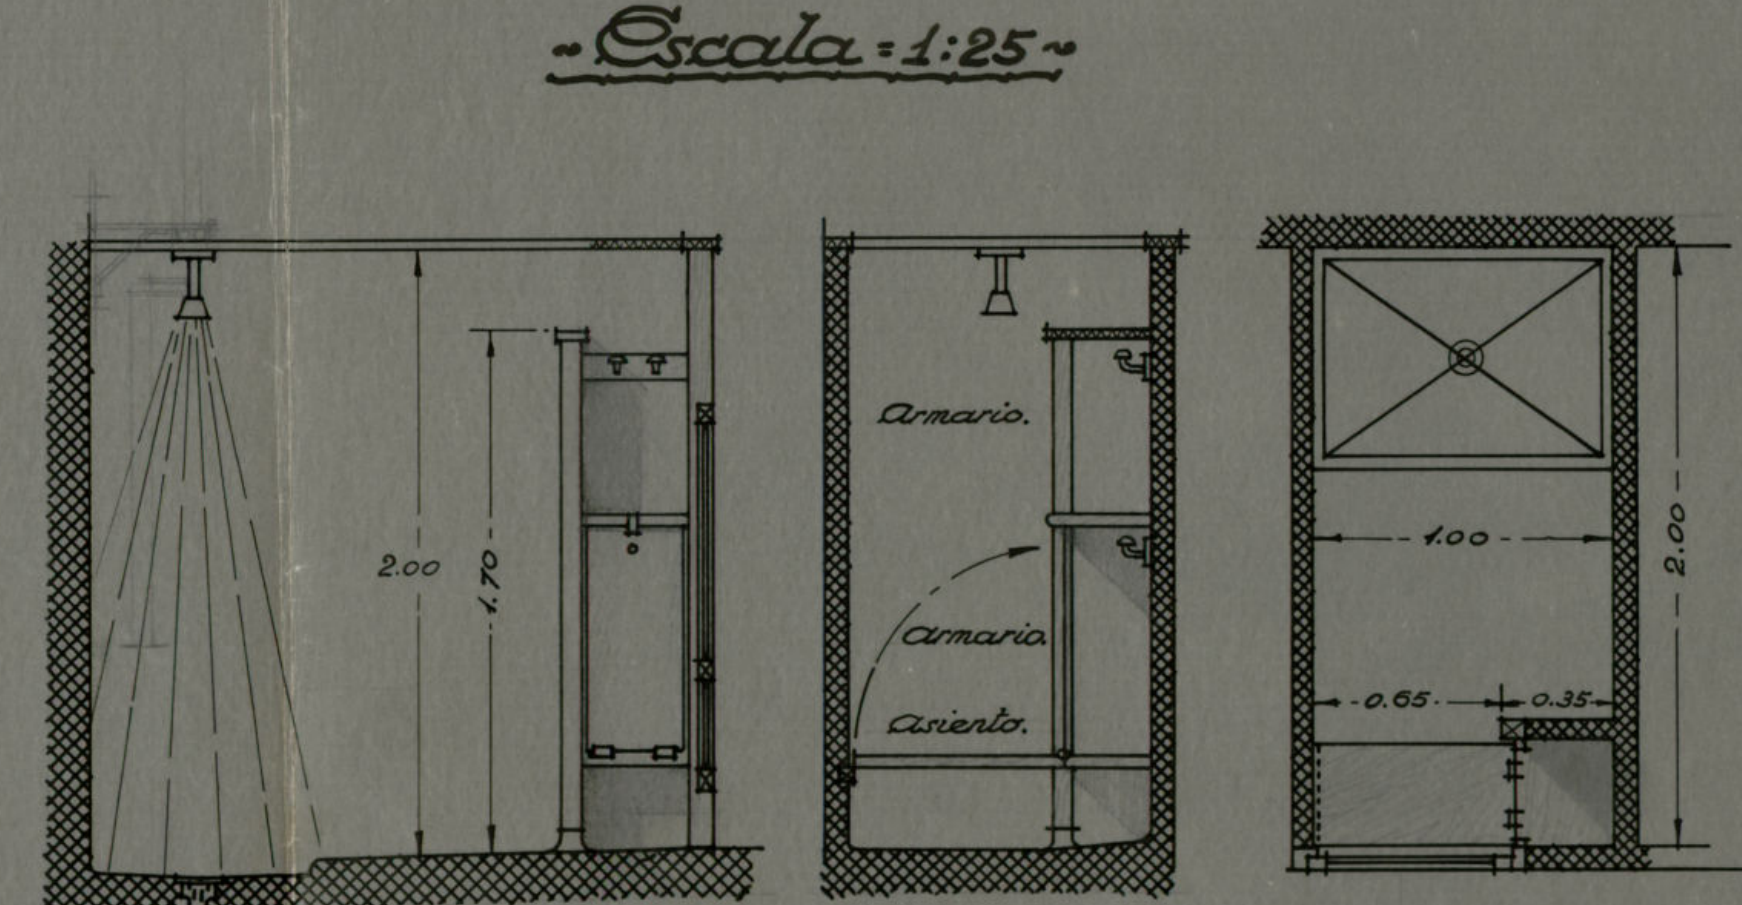 ~ Escala = 1:25 ~
2.00
1.70
Armario.
Armario.
Asiento.
1.00
2.00
0.65
0.35